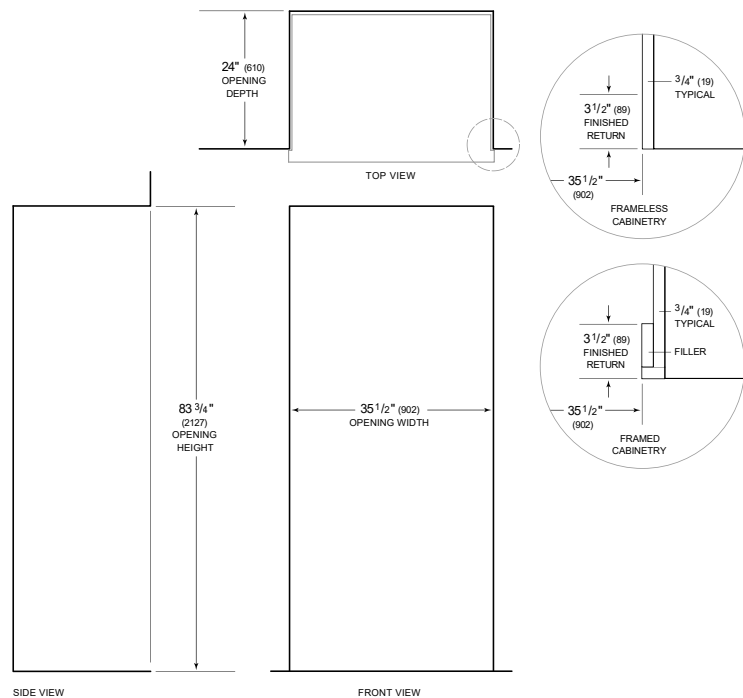 24" (610)
OPENING
DEPTH
TOP VIEW
3/4" (19)
TYPICAL
3 1/2" (89)
FINISHED
RETURN
35 1/2"
(902)
FRAMELESS
CABINETRY
3/4" (19)
TYPICAL
3 1/2" (89)
FINISHED
RETURN
FILLER
35 1/2"
(902)
FRAMED
CABINETRY
83 3/4"
(2127)
OPENING
HEIGHT
35 1/2" (902)
OPENING WIDTH
SIDE VIEW
FRONT VIEW